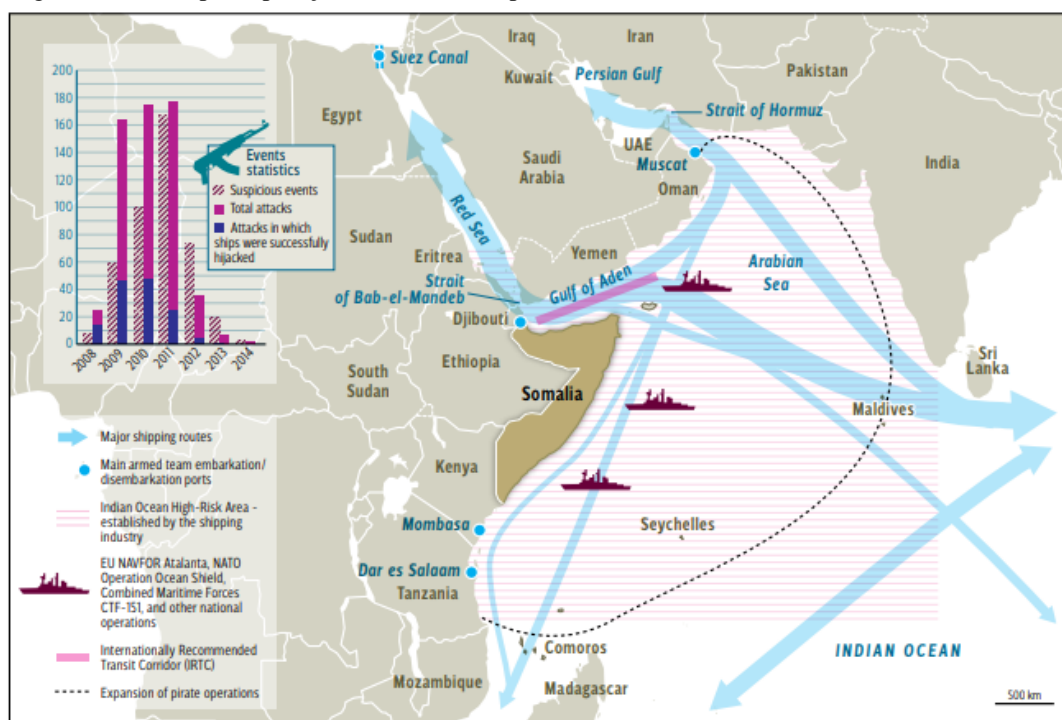 Iraq
Iran
Suez Canal
Kuwait
Persian Gulf
Pakistan
Strait of Hormuz
Egypt
UAE
Muscat
Saudi
Arabia
Oman
India
200
180
160
140
120
100
80
60
40
20
0
2008
2009
2010
2011
2012
2013
2014
Events
statistics
Suspicious events
Total attacks
Attacks in which
ships were successfully
hijacked
Red Sea
Sudan
Eritrea
Yemen
Arabian
Sea
Strait
of Bab-el-Mandeb
Gulf of Aden
Djibouti
Ethiopia
South
Sudan
Somalia
Sri
Lanka
Maldives
Kenya
Mombasa
Seychelles
Dar es Salaam
Tanzania
Comoros
INDIAN OCEAN
Mozambique
Madagascar
500 km
Major shipping routes
Main armed team embarkation/
disembarkation ports
Indian Ocean High-Risk Area -
established by the shipping
industry
EU NAVFOR Atalanta, NATO
Operation Ocean Shield,
Combined Maritime Forces
CTF-151, and other national
operations
Internationally Recommended
Transit Corridor (IRTC)
Expansion of pirate operations